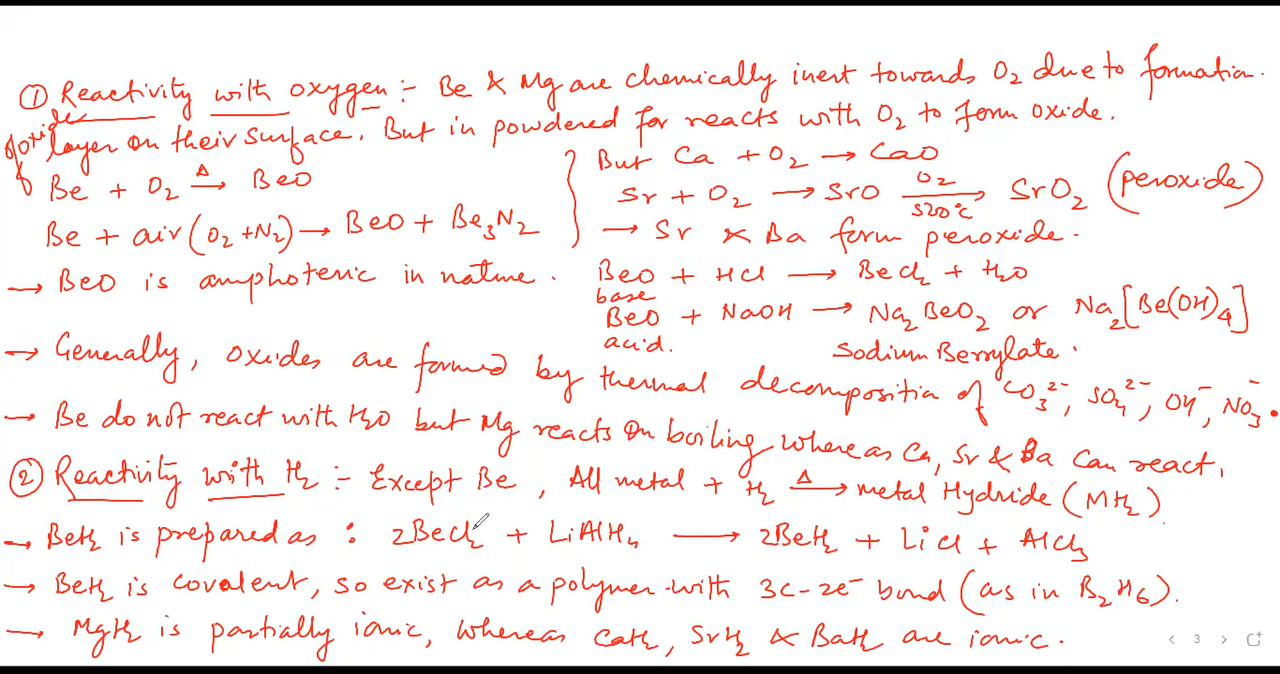 ① Reactivity with oxygen :- Be & Mg are chemically inert towards O₂ due to formation.
of oxides layer on their surface. But in powdered for reacts with O₂ to form oxide.
Be + O₂ —Δ→ BeO
Be + air (O₂ + N₂) → BeO + Be₃N₂
But Ca + O₂ → CaO
Sr + O₂ → SrO —O₂ 520°C→ SrO₂ (peroxide)
→ Sr & Ba form peroxide.
→ BeO is amphoteric in nature.
BeO + HCl → BeCl₂ + H₂O
base
BeO + NaOH → Na₂BeO₂ or Na₂[Be(OH)₄]
acid. Sodium Berrylate.
→ Generally, oxides are formed by thermal decompositia of CO₃²⁻, SO₄²⁻, OH⁻, NO₃⁻.
→ Be do not react with H₂O but Mg reacts on boiling whereas Ca, Sr & Ba can react,
② Reactivity with H₂ :- Except Be, All metal + H₂ —Δ→ metal Hydride (MH₂)
→ BeH₂ is prepared as : 2BeCl₂ + LiAlH₄ → 2BeH₂ + LiCl + AlCl₃
→ BeH₂ is covalent, so exist as a polymer with 3c-2e⁻ bond (as in B₂H₆).
→ MgH₂ is partially ionic, whereas CaH₂, SrH₂ & BaH₂ are ionic.
< 3 >